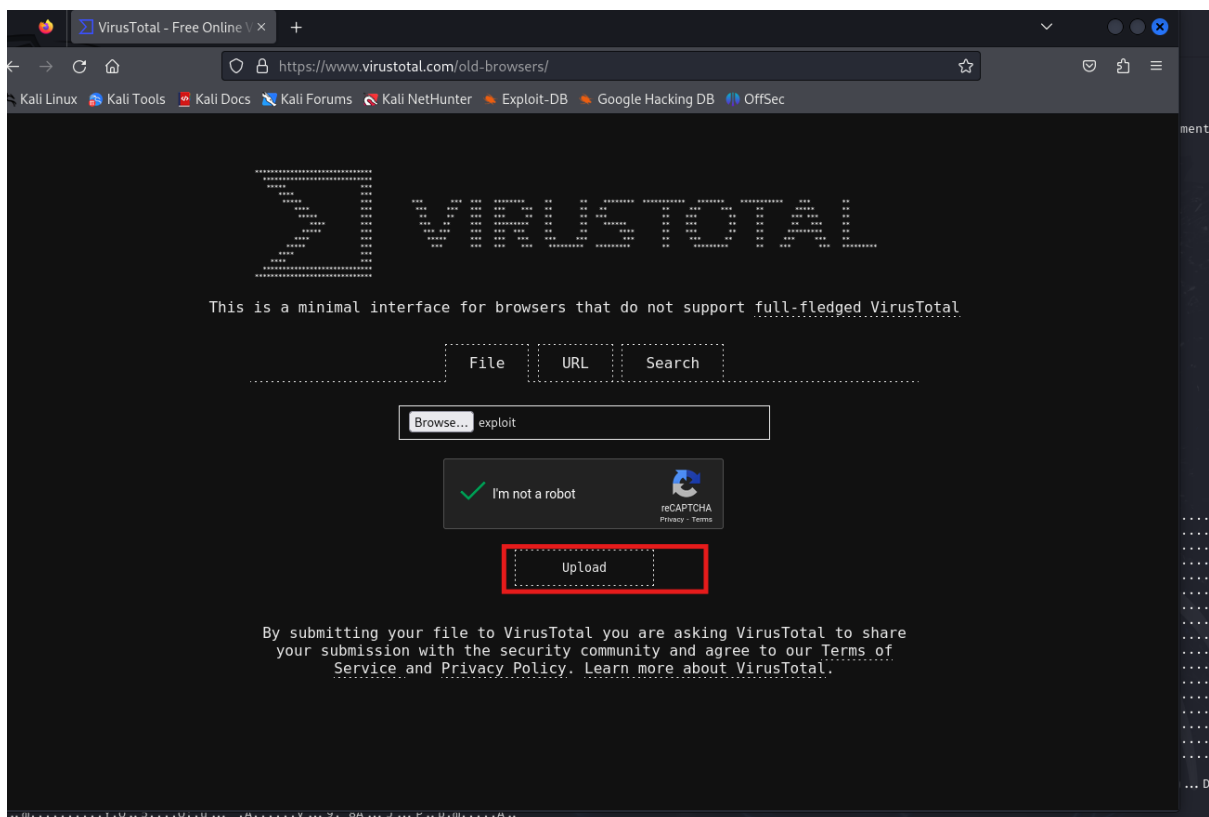 VirusTotal - Free Online V
https://www.virustotal.com/old-browsers/
Kali Linux Kali Tools Kali Docs Kali Forums Kali NetHunter Exploit-DB Google Hacking DB OffSec
VIRUSTOTAL
This is a minimal interface for browsers that do not support full-fledged VirusTotal
File URL Search
Browse... exploit
I'm not a robot
reCAPTCHA
Privacy - Terms
Upload
By submitting your file to VirusTotal you are asking VirusTotal to share
your submission with the security community and agree to our Terms of
Service and Privacy Policy. Learn more about VirusTotal.